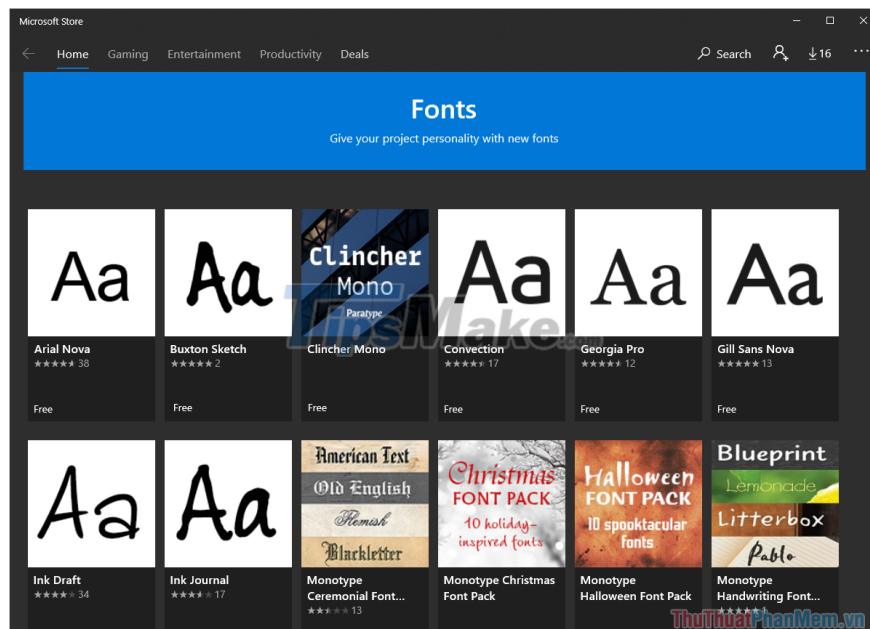 Microsoft Store
Home Gaming Entertainment Productivity Deals Search 16
Fonts
Give your project personality with new fonts
Aa Aa Clincher Mono Paratype Aa Aa Aa
TipsMake.com
Arial Nova Buxton Sketch Clincher Mono Convection Georgia Pro Gill Sans Nova
38 2 17 12 13
Free Free Free Free Free Free
Aa Aa
American Text
Old English
Flemish
Blackletter
Christmas
FONT PACK
10 holiday-
inspired fonts
Halloween
FONT PACK
10 spooktacular
fonts
Blueprint
Lemonade
Litterbox
Pablo
Ink Draft
34
Ink Journal
17
Monotype
Ceremonial Font...
13
Monotype Christmas
Font Pack
Monotype
Halloween Font Pack
Monotype
Handwriting Font...
1
ThuThuatPhanMem.vn